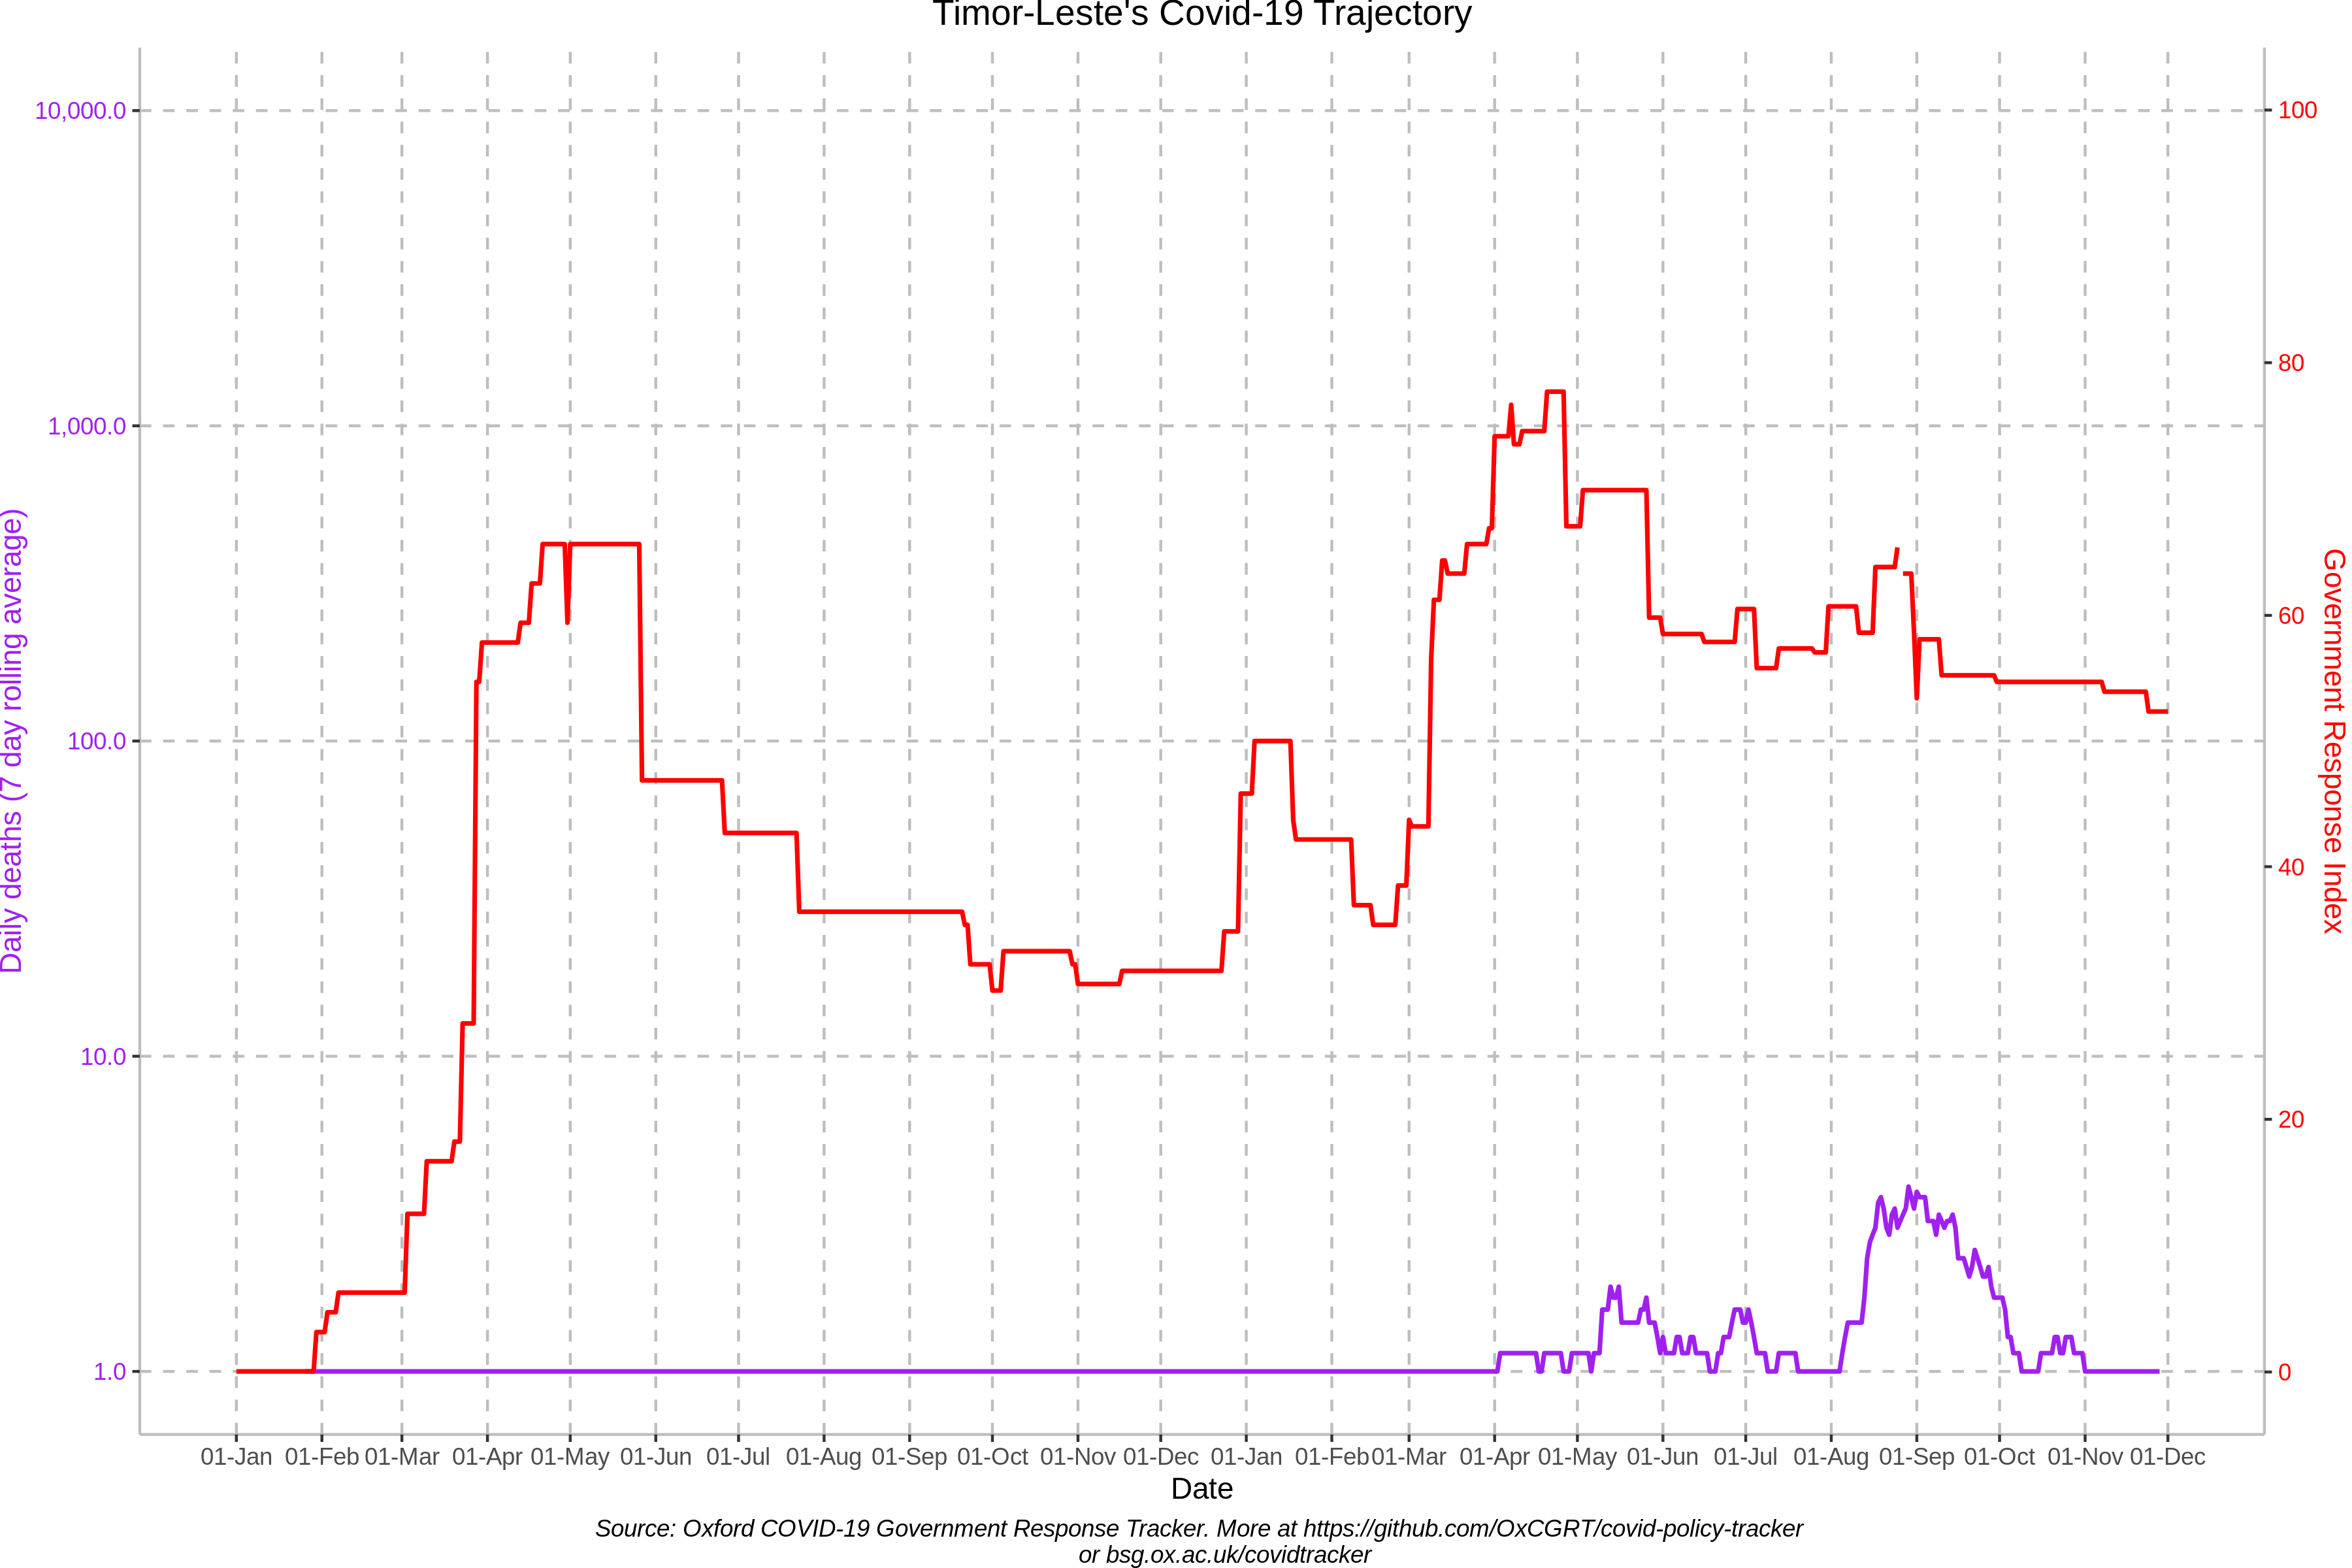 Timor-Leste's Covid-19 Trajectory
10,000.0
1,000.0
100.0
10.0
1.0
Daily deaths (7 day rolling average)
100
80
60
40
20
0
Government Response Index
01-Jan 01-Feb 01-Mar 01-Apr 01-May 01-Jun 01-Jul 01-Aug 01-Sep 01-Oct 01-Nov 01-Dec 01-Jan 01-Feb 01-Mar 01-Apr 01-May 01-Jun 01-Jul 01-Aug 01-Sep 01-Oct 01-Nov 01-Dec
Date
Source: Oxford COVID-19 Government Response Tracker. More at https://github.com/OxCGRT/covid-policy-tracker
or bsg.ox.ac.uk/covidtracker